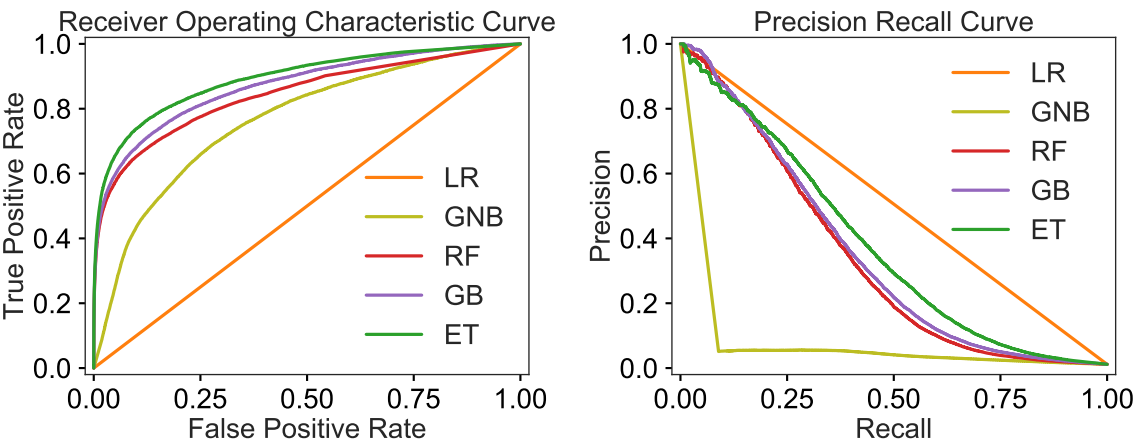 Receiver Operating Characteristic Curve
True Positive Rate
1.0
0.8
0.6
0.4
0.2
0.0
LR
GNB
RF
GB
ET
0.00 0.25 0.50 0.75 1.00
False Positive Rate
Precision Recall Curve
Precision
1.0
0.8
0.6
0.4
0.2
0.0
LR
GNB
RF
GB
ET
0.00 0.25 0.50 0.75 1.00
Recall